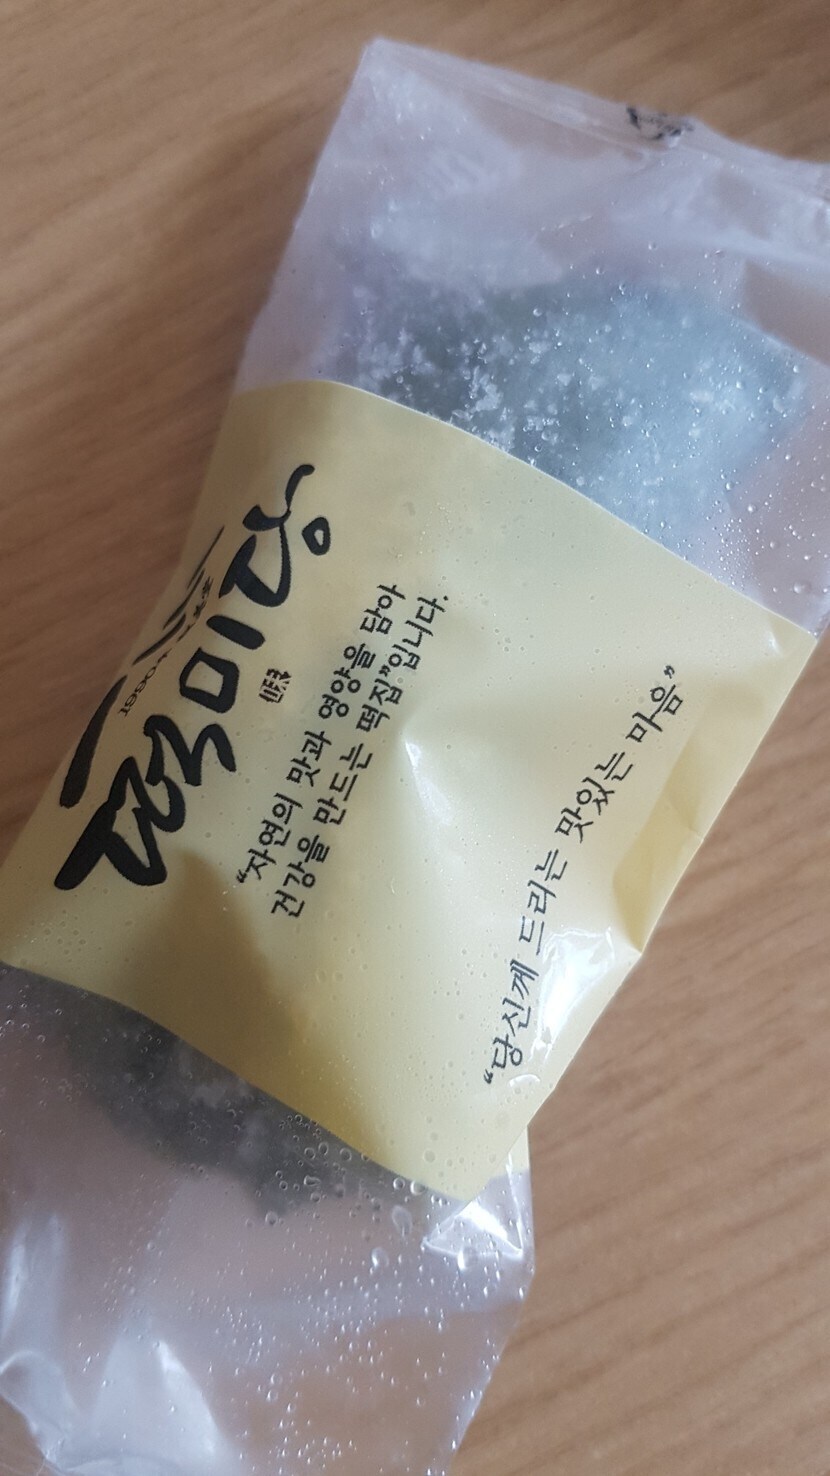 떡미당
"자연의 맛과 영양을 담아
건강을 만드는 떡집"입니다.
"당신께 드리는 맛있는 마음"